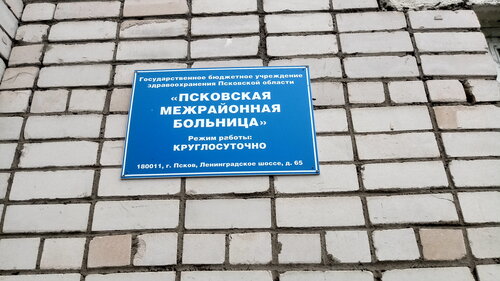 Государственное бюджетное учреждение
здравоохранения Псковской области
«ПСКОВСКАЯ
МЕЖРАЙОННАЯ
БОЛЬНИЦА»
Режим работы:
КРУГЛОСУТОЧНО
180011, г. Псков, Ленинградское шоссе, д. 65